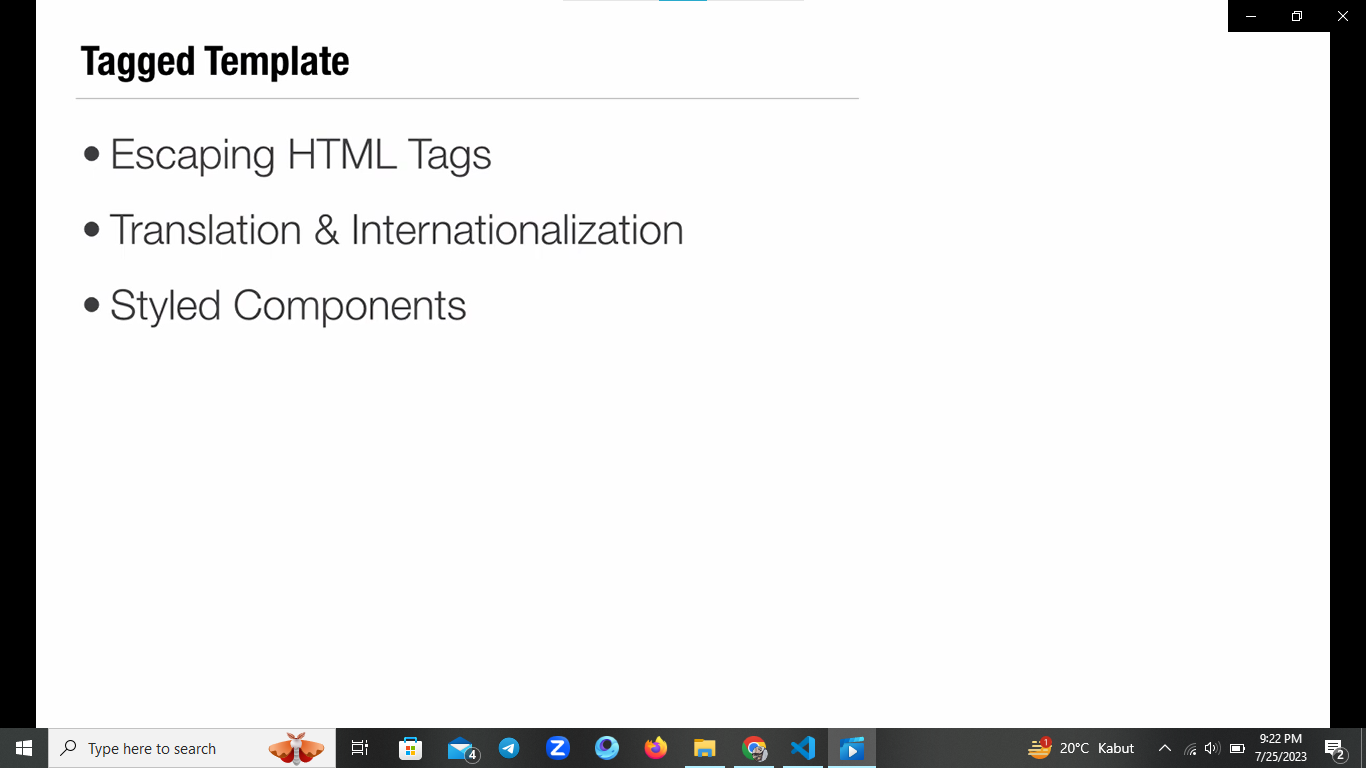 Tagged Template
• Escaping HTML Tags
• Translation & Internationalization
• Styled Components
Type here to search
4
Z
1
20°C Kabut
9:22 PM
7/25/2023
2